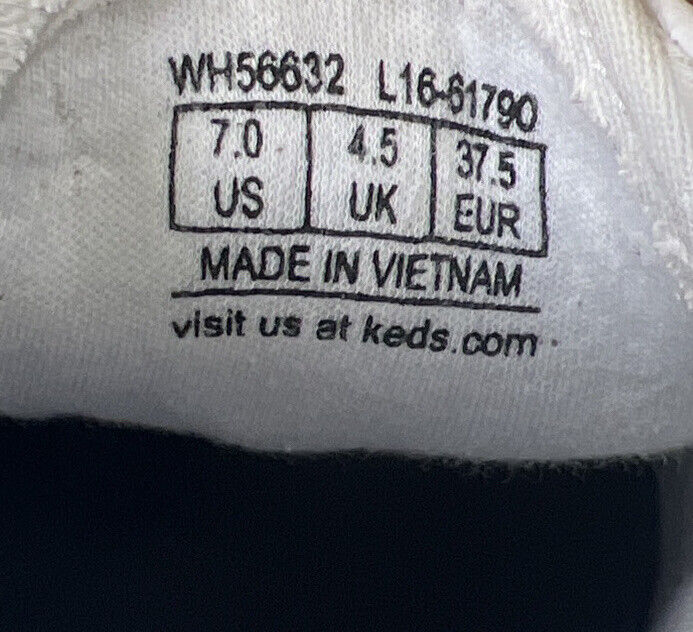 WH56632 L16-61790
7.0 4.5 37.5
US UK EUR
MADE IN VIETNAM
visit us at keds.com